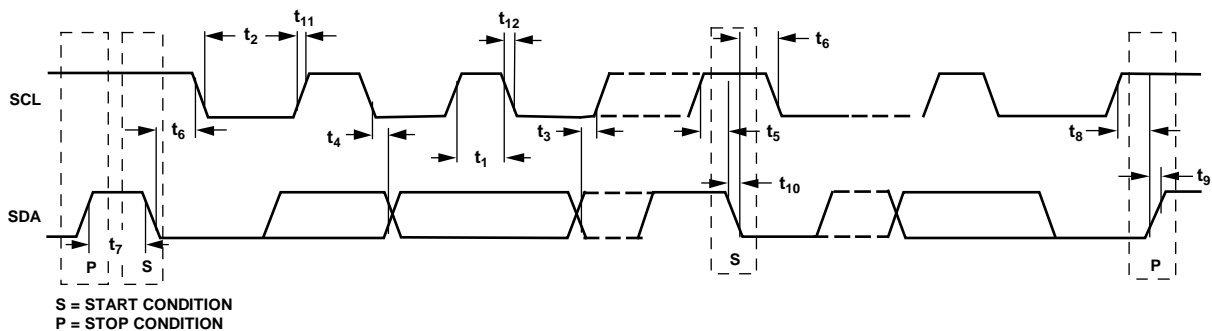 t11
t12
t2
t6
SCL
t6
t4
t3
t5
t8
t1
t10
t9
SDA
t7
P
S
S
P
S = START CONDITION
P = STOP CONDITION